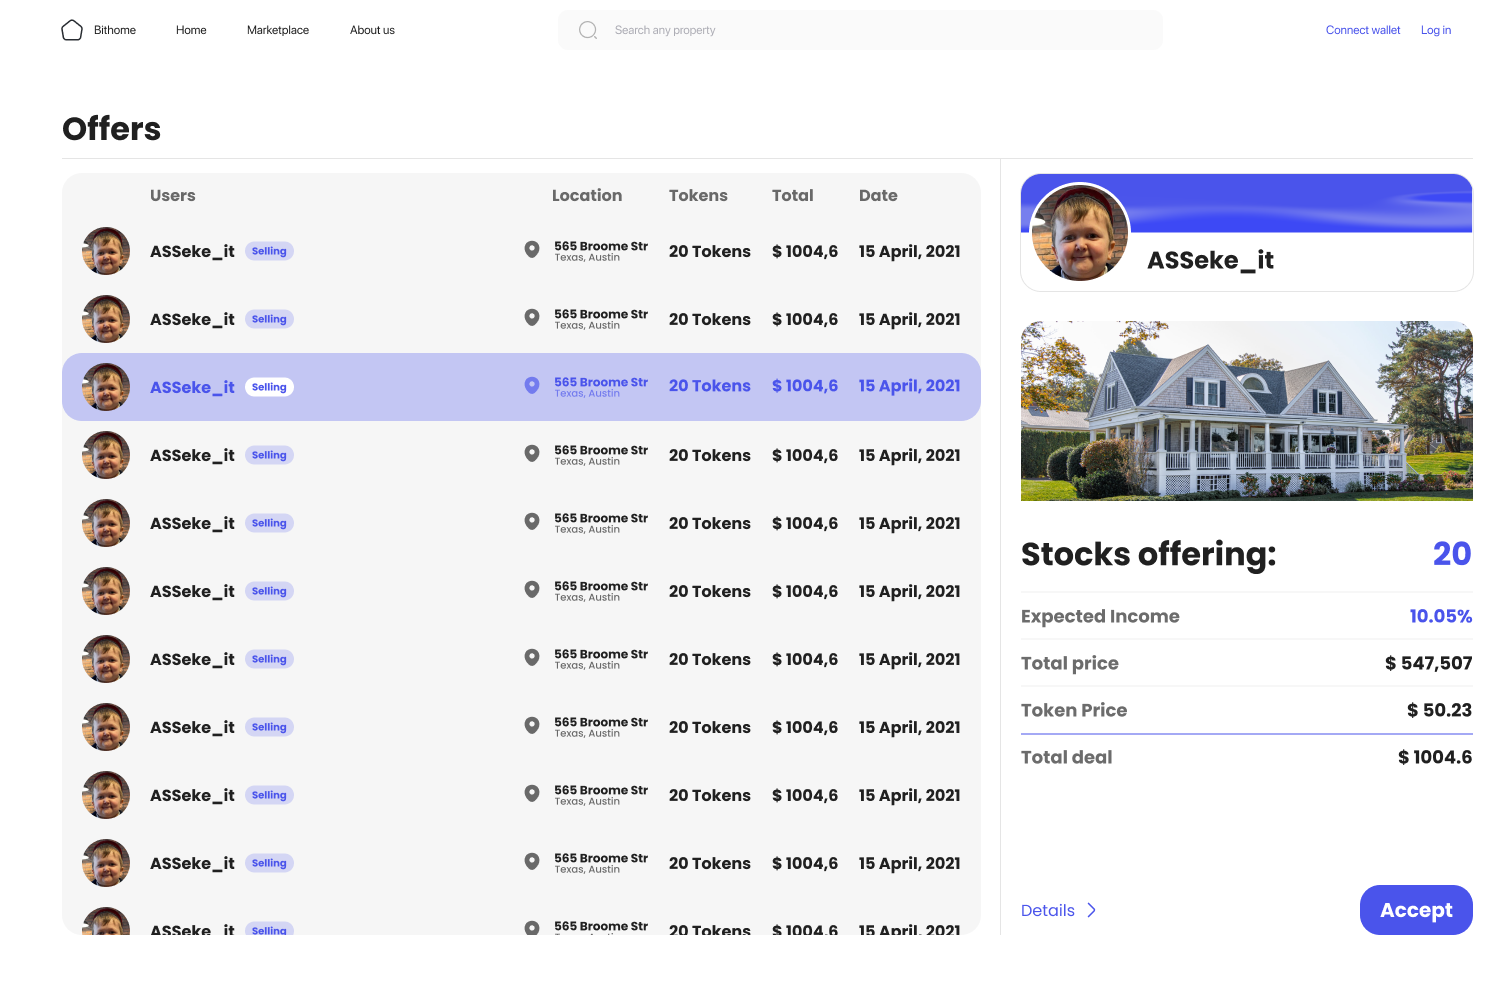 Bithome Home Marketplace About us Search any property Connect wallet Log in
Offers
Users Location Tokens Total Date
ASSeke_it Selling 565 Broome Str 20 Tokens $ 1004,6 15 April, 2021
Texas, Austin
ASSeke_it Selling 565 Broome Str 20 Tokens $ 1004,6 15 April, 2021
Texas, Austin
ASSeke_it Selling 565 Broome Str 20 Tokens $ 1004,6 15 April, 2021
Texas, Austin
ASSeke_it Selling 565 Broome Str 20 Tokens $ 1004,6 15 April, 2021
Texas, Austin
ASSeke_it Selling 565 Broome Str 20 Tokens $ 1004,6 15 April, 2021
Texas, Austin
ASSeke_it Selling 565 Broome Str 20 Tokens $ 1004,6 15 April, 2021
Texas, Austin
ASSeke_it Selling 565 Broome Str 20 Tokens $ 1004,6 15 April, 2021
Texas, Austin
ASSeke_it Selling 565 Broome Str 20 Tokens $ 1004,6 15 April, 2021
Texas, Austin
ASSeke_it Selling 565 Broome Str 20 Tokens $ 1004,6 15 April, 2021
Texas, Austin
ASSeke_it Selling 565 Broome Str 20 Tokens $ 1004,6 15 April, 2021
Texas, Austin
ASSeke_it Selling 565 Broome Str 20 Tokens $ 1004,6 15 April, 2021
ASSeke_it
Stocks offering: 20
Expected Income 10.05%
Total price $ 547,507
Token Price $ 50.23
Total deal $ 1004.6
Details Accept